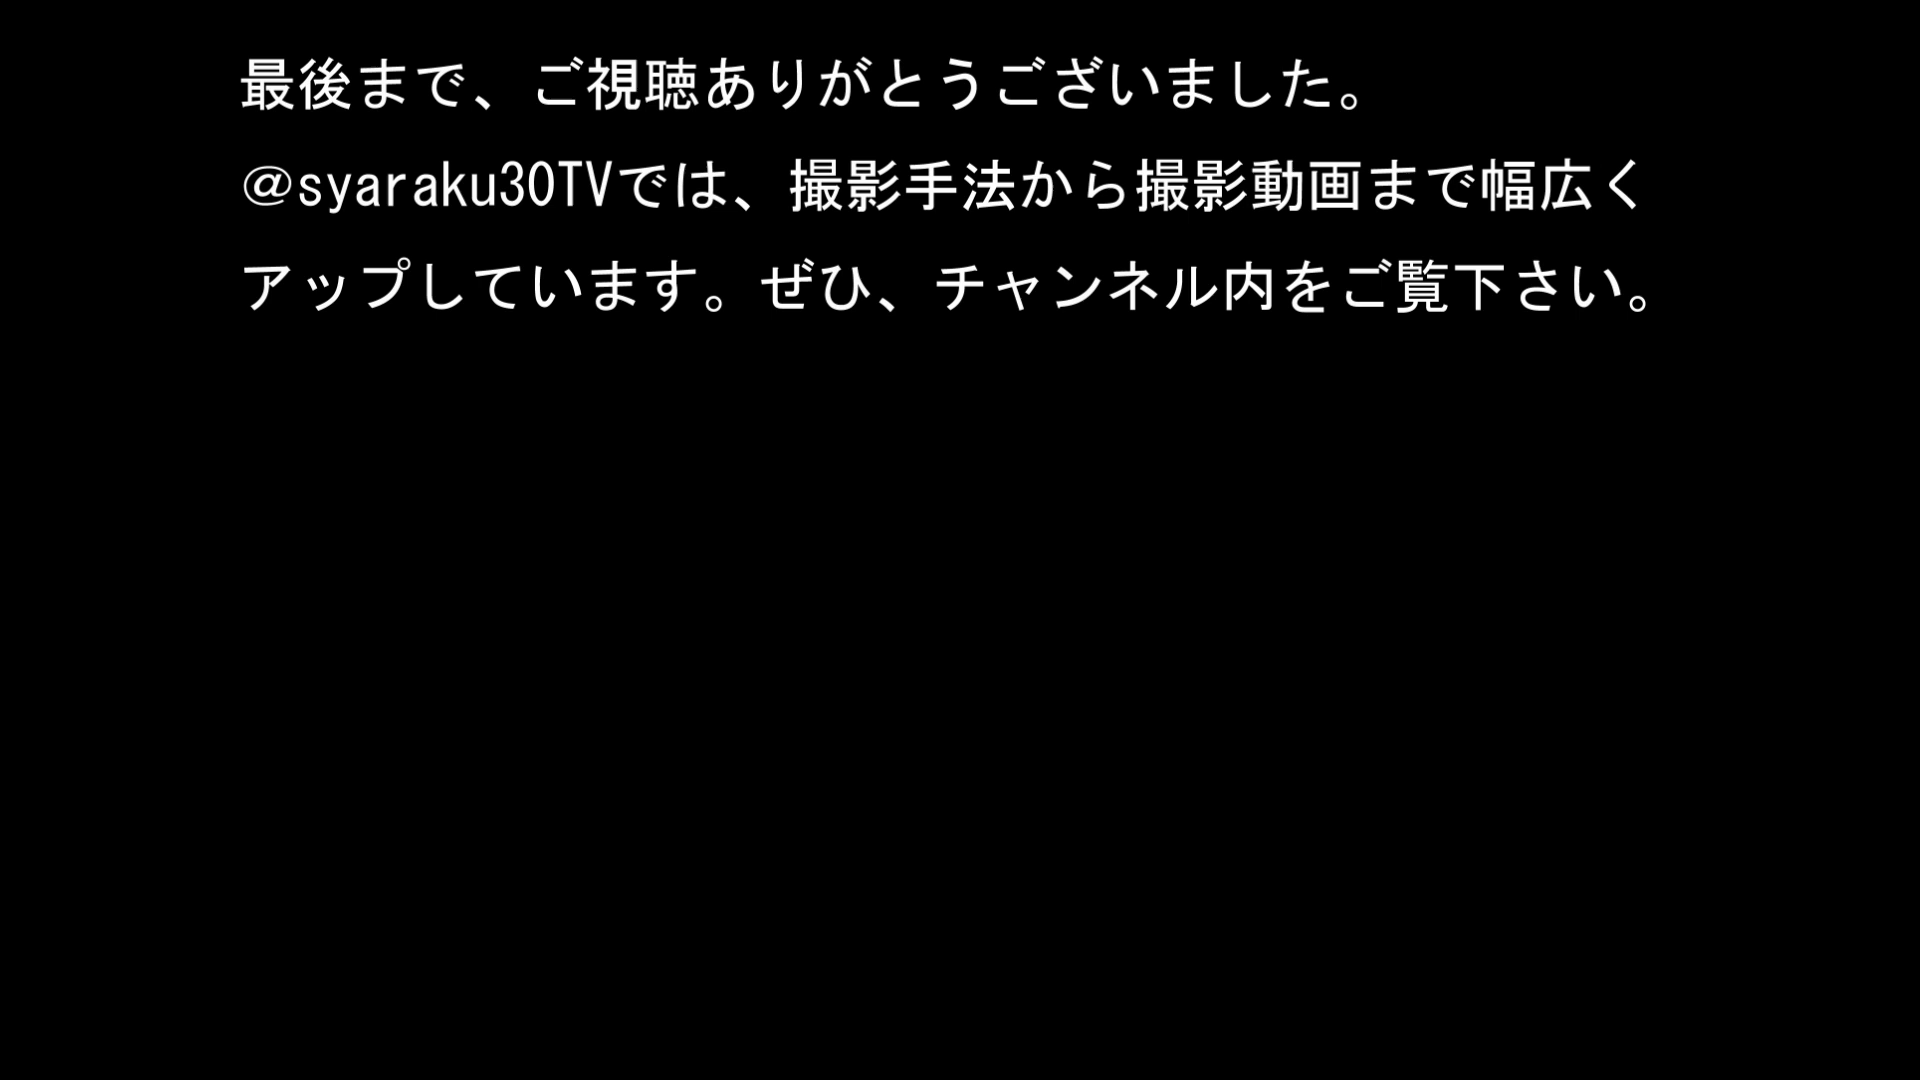 最後まで、ご視聴ありがとうございました。
@syaraku30TVでは、撮影手法から撮影動画まで幅広く
アップしています。ぜひ、チャンネル内をご覧下さい。